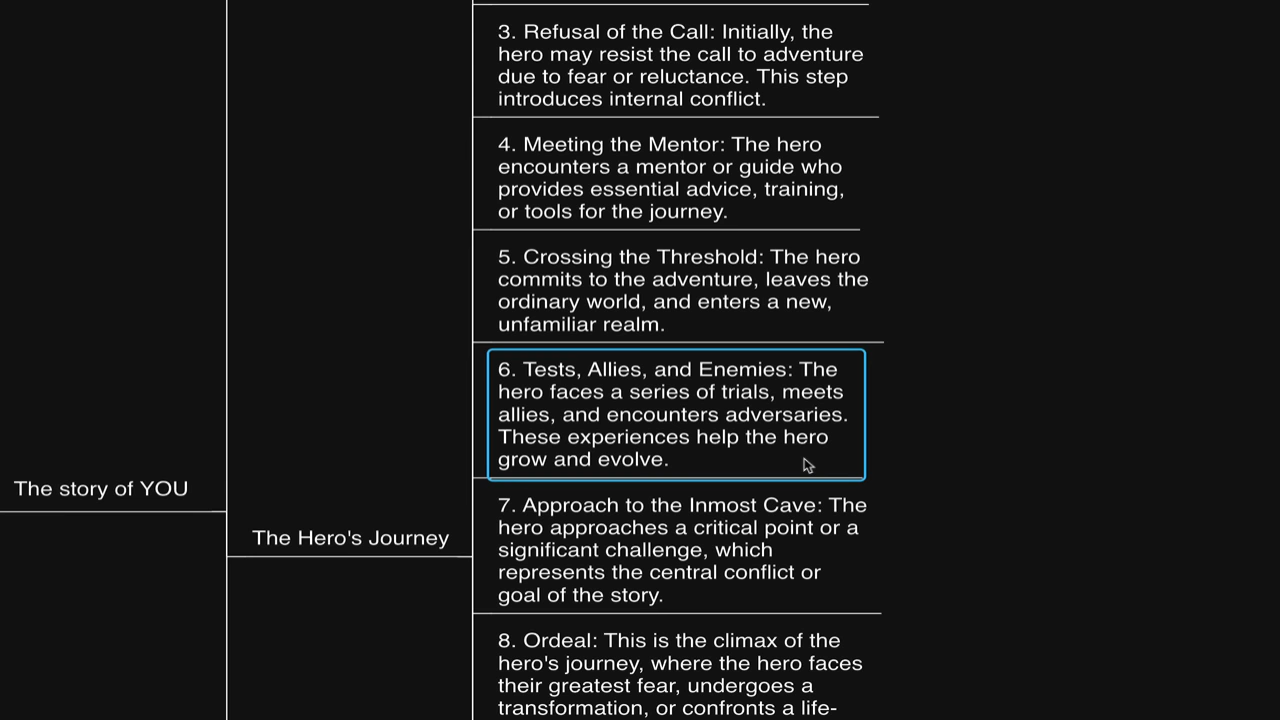 3. Refusal of the Call: Initially, the
hero may resist the call to adventure
due to fear or reluctance. This step
introduces internal conflict.
4. Meeting the Mentor: The hero
encounters a mentor or guide who
provides essential advice, training,
or tools for the journey.
5. Crossing the Threshold: The hero
commits to the adventure, leaves the
ordinary world, and enters a new,
unfamiliar realm.
6. Tests, Allies, and Enemies: The
hero faces a series of trials, meets
allies, and encounters adversaries.
These experiences help the hero
grow and evolve.
The story of YOU
The Hero's Journey
7. Approach to the Inmost Cave: The
hero approaches a critical point or a
significant challenge, which
represents the central conflict or
goal of the story.
8. Ordeal: This is the climax of the
hero's journey, where the hero faces
their greatest fear, undergoes a
transformation, or confronts a life-